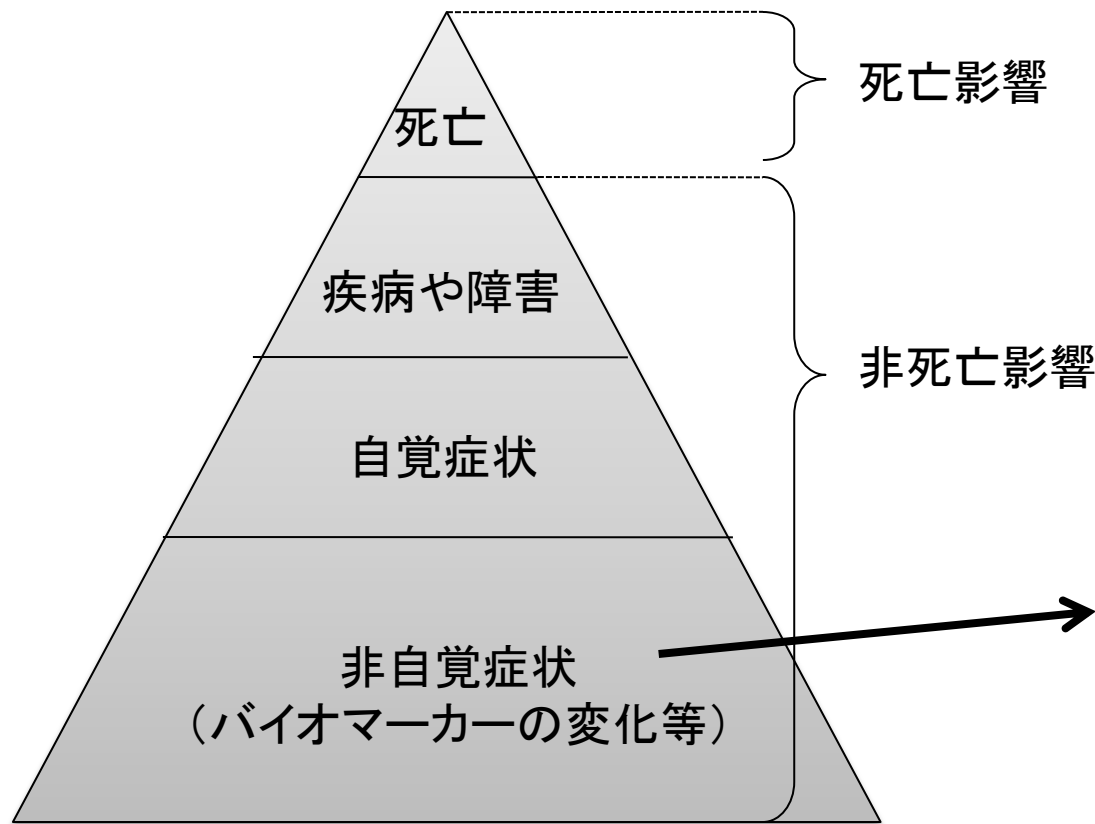 死亡
死亡影響
疾病や障害
非死亡影響
自覚症状
非自覚症状
（バイオマーカーの変化等）